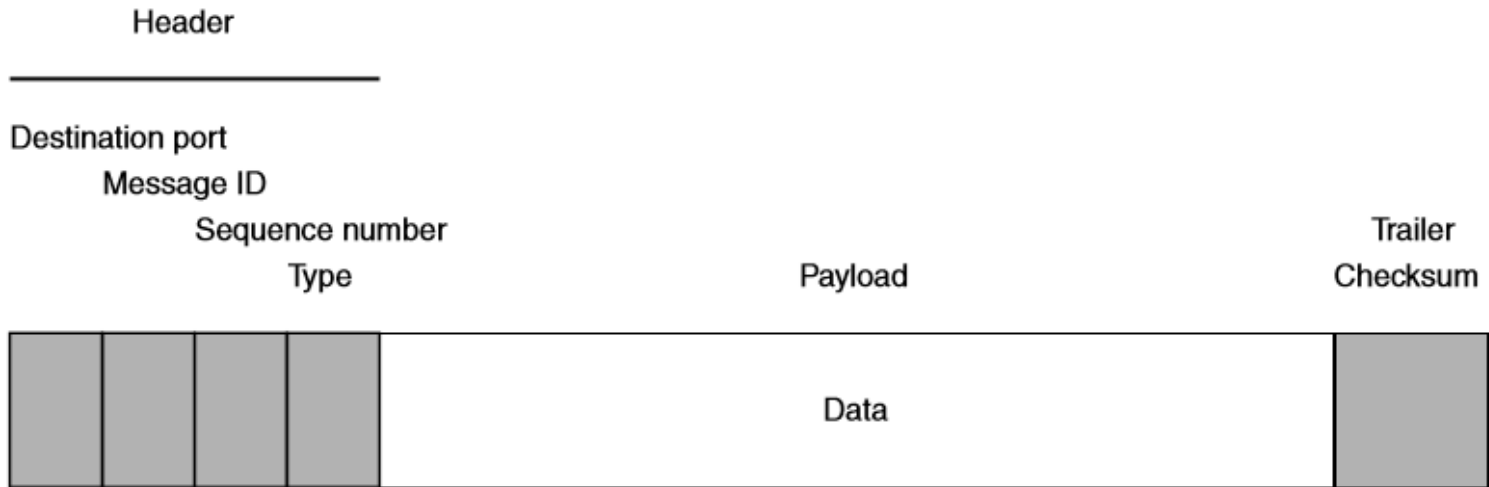 Header
Destination port
Message ID
Sequence number
Trailer
Type
Payload
Checksum
Data